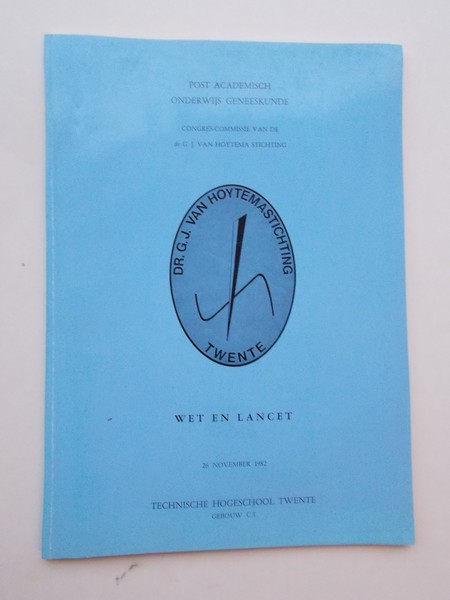 POST ACADEMISCH
ONDERWIJS GENEESKUNDE
CONGRES-COMMISSIE VAN DE
dr G. J. VAN HOYTEMA STICHTING
DR. G. J. VAN HOYTEMASTICHTING
TWENTE
WET EN LANCET
26 NOVEMBER 1982
TECHNISCHE HOGESCHOOL TWENTE
GEBOUW C.T.